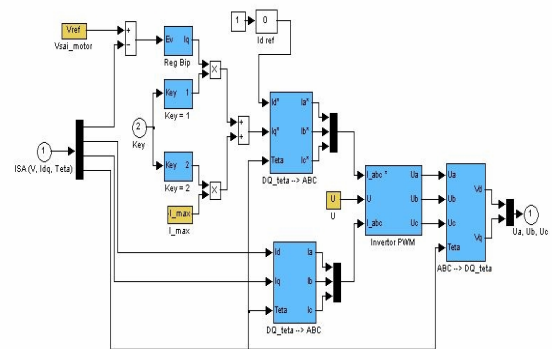 Vref
Vsai_motor
+
−
Ev Iq
Reg Bip
1
0
Id ref
Key 1
Key = 1
X
2
Key
+
+
Id*
Iq*
Teta
Ia*
Ib*
Ic*
DQ_teta --> ABC
1
ISA (V, Idq, Teta)
Key 2
Key = 2
X
I_max
I_max
I_abc *
U
I_abc
Ua
Ub
Uc
Invertor PWM
U
U
Ua
Ub
Uc
Teta
Vd
Vq
ABC --> DQ_teta
1
Ua, Ub, Uc
Id
Iq
Teta
Ia
Ib
Ic
DQ_teta --> ABC